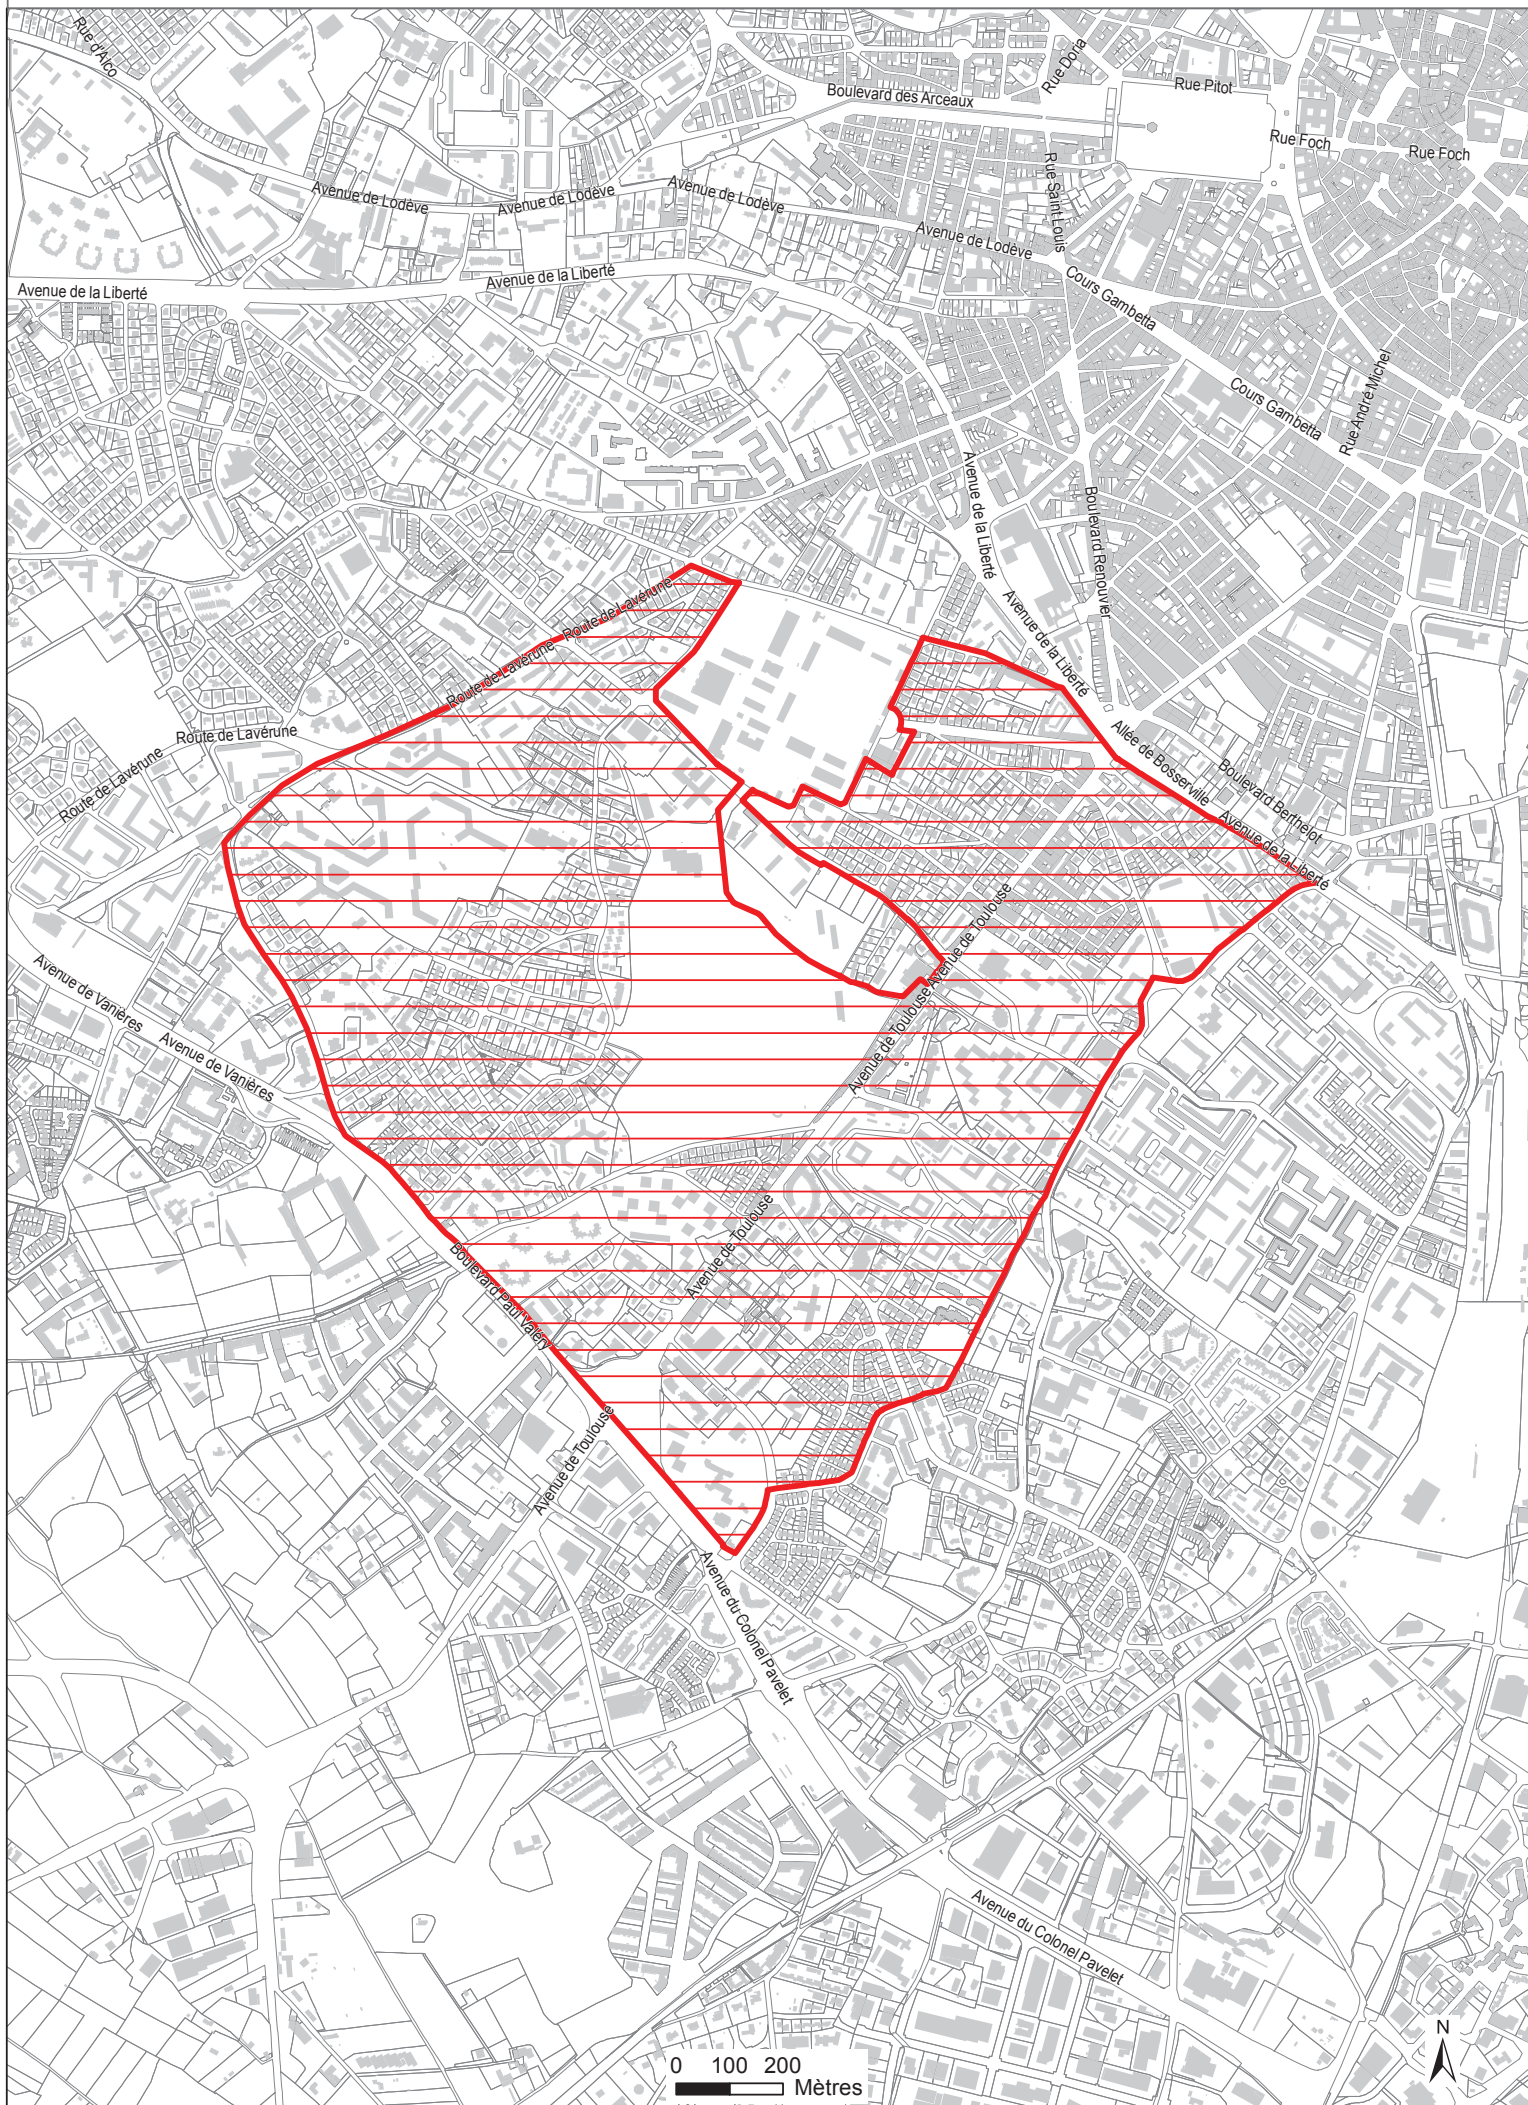 Rue d'Alco
Rue Doria
Rue Pitot
Boulevard des Arceaux
Rue Foch
Rue Foch
Avenue de Lodève
Avenue de Lodève
Avenue de Lodève
Rue Saint Louis
Avenue de Lodève
Avenue de la Liberté
Avenue de la Liberté
Cours Gambetta
Cours Gambetta
Rue André Michel
Avenue de la Liberté
Boulevard Renouvier
Route de Lavérune
Route de Lavérune
Avenue de la Liberté
Route de Lavérune
Route de Lavérune
Allée de Bosserville
Boulevard Berthelot
Avenue de la Liberté
Avenue de Toulouse
Avenue de Toulouse
Avenue de Vanières
Avenue de Vanières
Avenue de Toulouse
Boulevard Paul Valéry
Avenue de Toulouse
Avenue du Colonel Pavelet
Avenue du Colonel Pavelet
N
0 100 200
Mètres